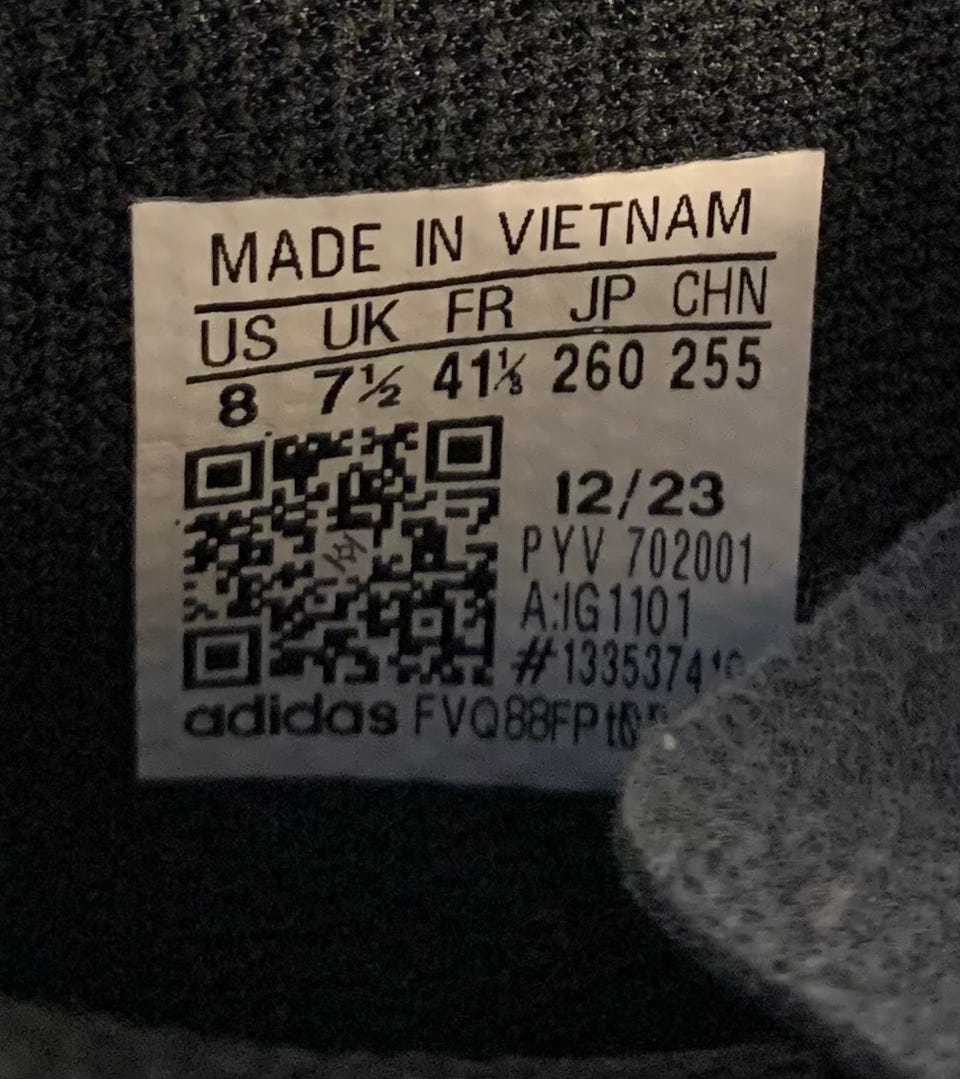 MADE IN VIETNAM
US UK FR JP CHN
8 7½ 41⅓ 260 255
12/23
PYV 702001
A:IG1101
adidas